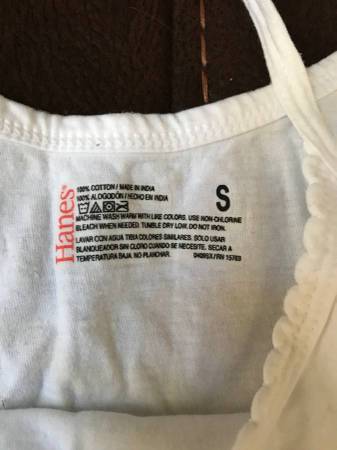 Hanes®
100% COTTON / MADE IN INDIA
100% ALGODÓN / HECHO EN INDIA
S
MACHINE WASH WARM WITH LIKE COLORS. USE NON-CHLORINE
BLEACH WHEN NEEDED. TUMBLE DRY LOW. DO NOT IRON.
LAVAR CON AGUA TIBIA COLORES SIMILARES. SOLO USAR
BLANQUEADOR SIN CLORO CUANDO SE NECESITE. SECAR A
TEMPERATURA BAJA. NO PLANCHAR.
RN 15763